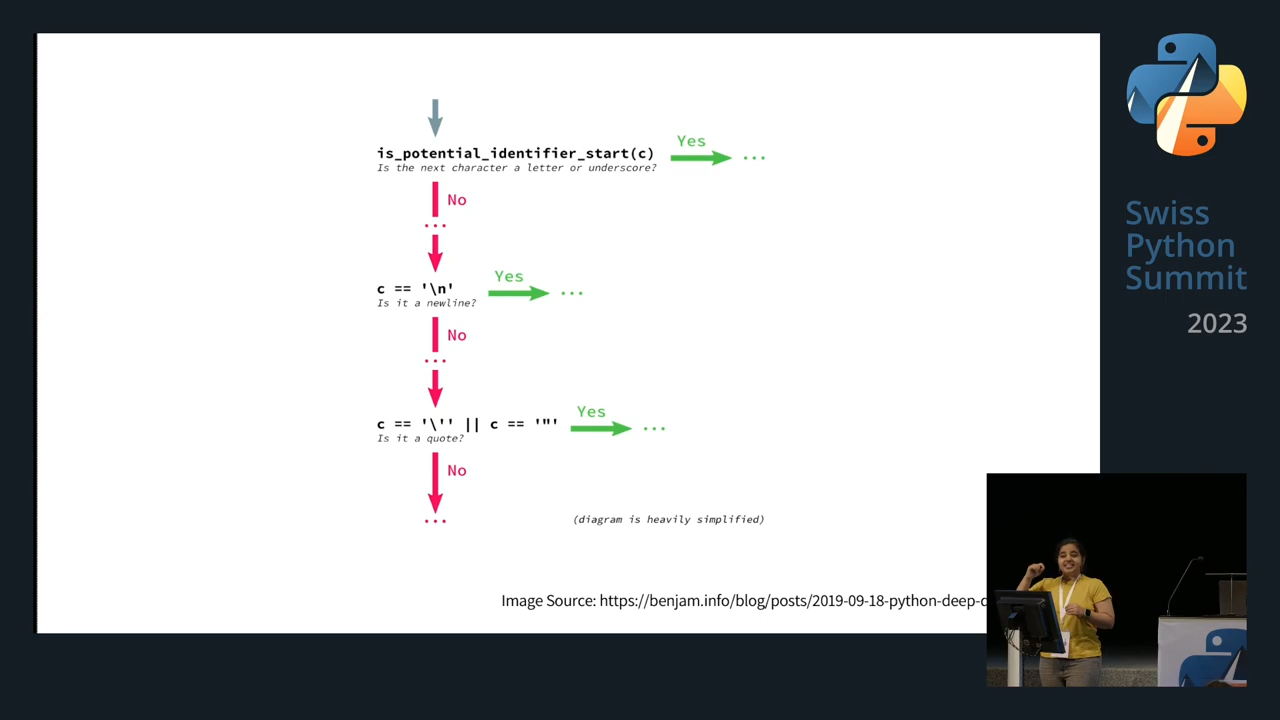 Yes
is_potential_identifier_start(c)
...
Is the next character a letter or underscore?
No
...
Yes
c == '\n'
...
Is it a newline?
No
...
Yes
c == '\'' || c == '"'
...
Is it a quote?
No
...
(diagram is heavily simplified)
Image Source: https://benjam.info/blog/posts/2019-09-18-python-deep-
Swiss
Python
Summit
2023